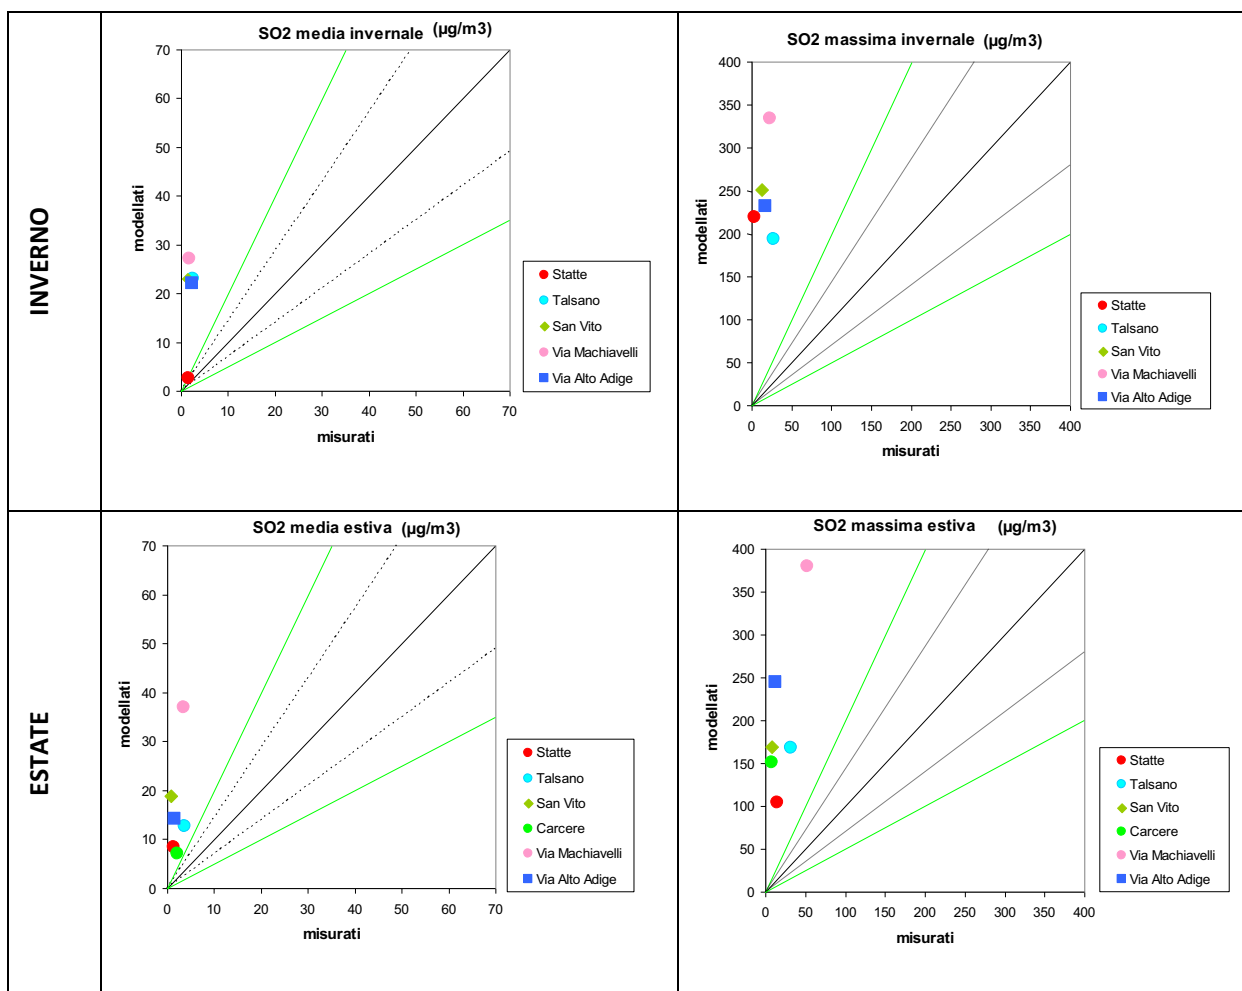 INVERNO
SO2 media invernale (µg/m3)
70
60
50
40
30
20
10
0
modellati
0 10 20 30 40 50 60 70
misurati
Statte
Talsano
San Vito
Via Machiavelli
Via Alto Adige
SO2 massima invernale (µg/m3)
400
350
300
250
200
150
100
50
0
modellati
0 50 100 150 200 250 300 350 400
misurati
Statte
Talsano
San Vito
Via Machiavelli
Via Alto Adige
ESTATE
SO2 media estiva (µg/m3)
70
60
50
40
30
20
10
0
modellati
0 10 20 30 40 50 60 70
misurati
Statte
Talsano
San Vito
Carcere
Via Machiavelli
Via Alto Adige
SO2 massima estiva (µg/m3)
400
350
300
250
200
150
100
50
0
modellati
0 50 100 150 200 250 300 350 400
misurati
Statte
Talsano
San Vito
Carcere
Via Machiavelli
Via Alto Adige